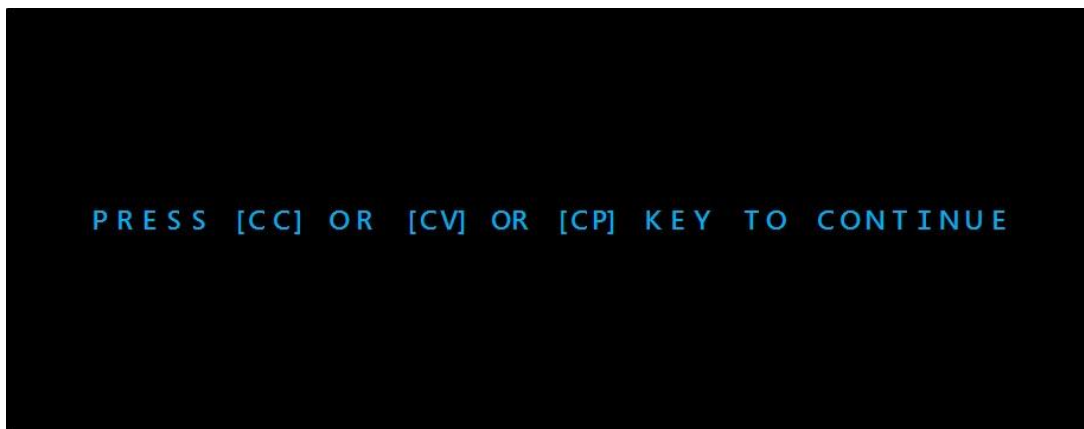 PRESS [CC] OR [CV] OR [CP] KEY TO CONTINUE